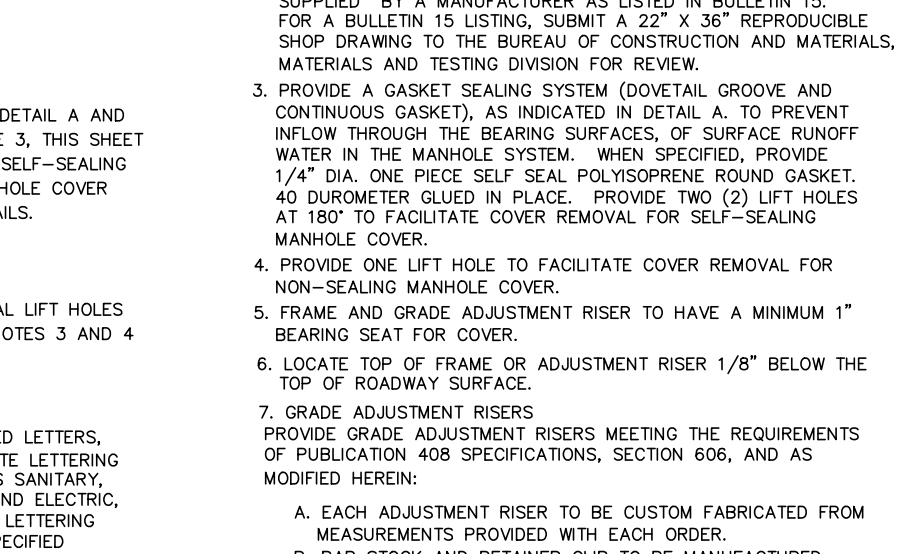 SUPPLIED BY A MANUFACTURER AS LISTED IN BULLETIN 15.
FOR A BULLETIN 15 LISTING, SUBMIT A 22" X 36" REPRODUCIBLE
SHOP DRAWING TO THE BUREAU OF CONSTRUCTION AND MATERIALS,
MATERIALS AND TESTING DIVISION FOR REVIEW.
3. PROVIDE A GASKET SEALING SYSTEM (DOVETAIL GROOVE AND
CONTINUOUS GASKET), AS INDICATED IN DETAIL A. TO PREVENT
INFLOW THROUGH THE BEARING SURFACES, OF SURFACE RUNOFF
WATER IN THE MANHOLE SYSTEM. WHEN SPECIFIED, PROVIDE
1/4" DIA. ONE PIECE SELF SEAL POLYISOPRENE ROUND GASKET.
40 DUROMETER GLUED IN PLACE. PROVIDE TWO (2) LIFT HOLES
AT 180° TO FACILITATE COVER REMOVAL FOR SELF-SEALING
MANHOLE COVER.
4. PROVIDE ONE LIFT HOLE TO FACILITATE COVER REMOVAL FOR
NON-SEALING MANHOLE COVER.
5. FRAME AND GRADE ADJUSTMENT RISER TO HAVE A MINIMUM 1"
BEARING SEAT FOR COVER.
6. LOCATE TOP OF FRAME OR ADJUSTMENT RISER 1/8" BELOW THE
TOP OF ROADWAY SURFACE.
7. GRADE ADJUSTMENT RISERS
PROVIDE GRADE ADJUSTMENT RISERS MEETING THE REQUIREMENTS
OF PUBLICATION 408 SPECIFICATIONS, SECTION 606, AND AS
MODIFIED HEREIN:
A. EACH ADJUSTMENT RISER TO BE CUSTOM FABRICATED FROM
MEASUREMENTS PROVIDED WITH EACH ORDER.
B. BAR STOCK AND RETAINER CLIP TO BE MANUFACTURED
DETAIL A AND
3, THIS SHEET
SELF-SEALING
HOLE COVER
AILS.
AL LIFT HOLES
OTES 3 AND 4
ED LETTERS,
TE LETTERING
S SANITARY,
ND ELECTRIC,
LETTERING
PECIFIED